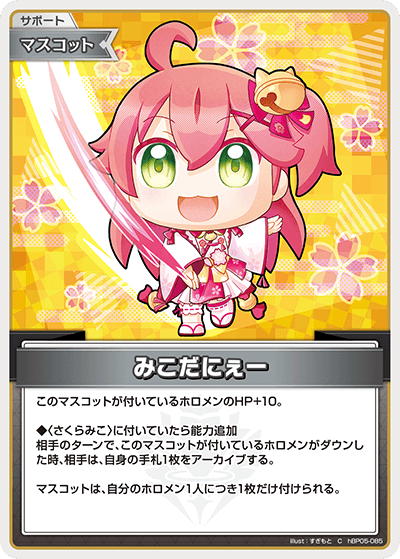 サポート
マスコット
みこだにぇー
このマスコットが付いているホロメンのHP+10。
◆〈さくらみこ〉に付いていたら能力追加
相手のターンで、このマスコットが付いているホロメンがダウンし
た時、相手は、自身の手札1枚をアーカイブする。
マスコットは、自分のホロメン1人につき1枚だけ付けられる。
illust：すぎもと C hBP05-085